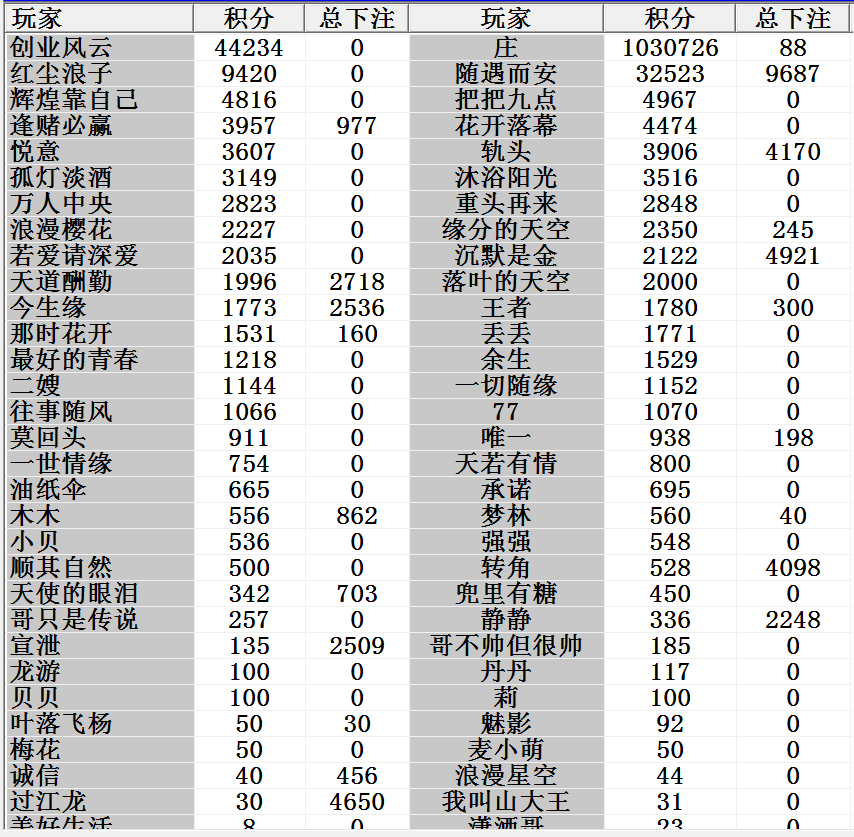 玩家 积分 总下注 玩家 积分 总下注
创业风云 44234 0 庄 1030726 88
红尘浪子 9420 0 随遇而安 32523 9687
辉煌靠自己 4816 0 把把九点 4967 0
逢赌必赢 3957 977 花开落幕 4474 0
悦意 3607 0 轨头 3906 4170
孤灯淡酒 3149 0 沐浴阳光 3516 0
万人中央 2823 0 重头再来 2848 0
浪漫樱花 2227 0 缘分的天空 2350 245
若爱请深爱 2035 0 沉默是金 2122 4921
天道酬勤 1996 2718 落叶的天空 2000 0
今生缘 1773 2536 王者 1780 300
那时花开 1531 160 丢丢 1771 0
最好的青春 1218 0 余生 1529 0
二嫂 1144 0 一切随缘 1152 0
往事随风 1066 0 77 1070 0
莫回头 911 0 唯一 938 198
一世情缘 754 0 天若有情 800 0
油纸伞 665 0 承诺 695 0
木木 556 862 梦林 560 40
小贝 536 0 强强 548 0
顺其自然 500 0 转角 528 4098
天使的眼泪 342 703 兜里有糖 450 0
哥只是传说 257 0 静静 336 2248
宣泄 135 2509 哥不帅但很帅 185 0
龙游 100 0 丹丹 117 0
贝贝 100 0 莉 100 0
叶落飞杨 50 30 魅影 92 0
梅花 50 0 麦小萌 50 0
诚信 40 456 浪漫星空 44 0
过江龙 30 4650 我叫山大王 31 0
美好生活 8 0 潇洒哥 23 0